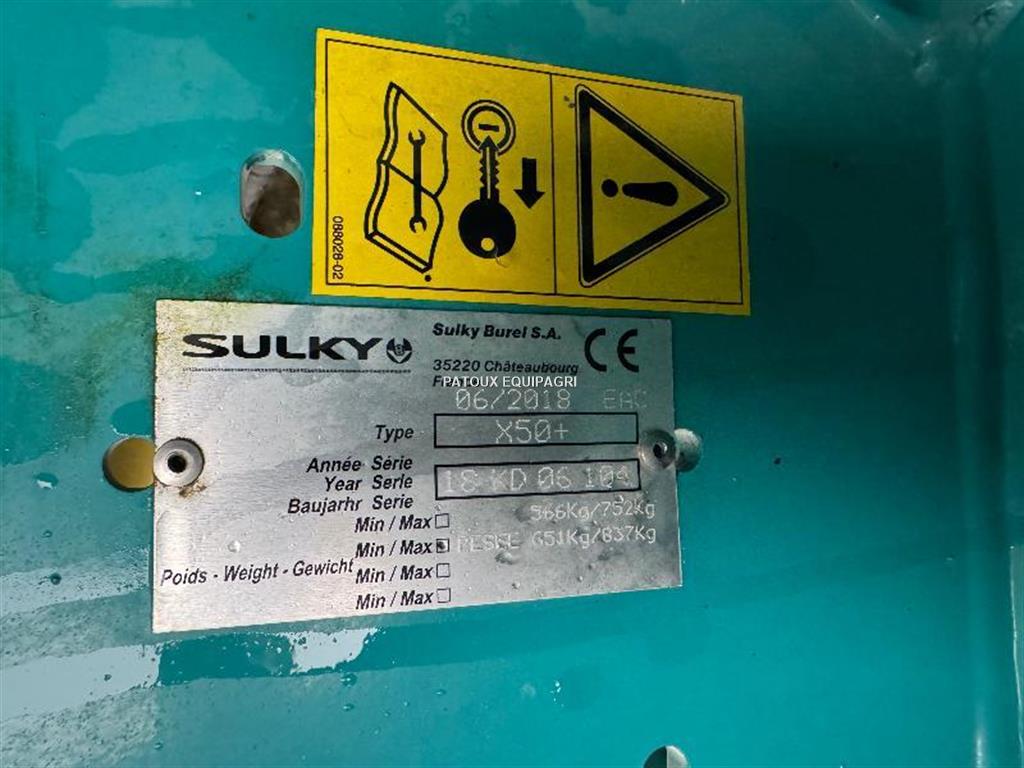 088028-02
SULKY
Sulky Burel S.A.
35220 Châteaubourg
PATOUX EQUIPAGRI
06/2018 EAC
Type X50+
Année Série
Year Serie 18 KD 06 104
Baujarhr Serie
Min / Max 566Kg/752Kg
Min / Max PESEE 651Kg/837Kg
Poids - Weight - Gewicht
Min / Max
Min / Max